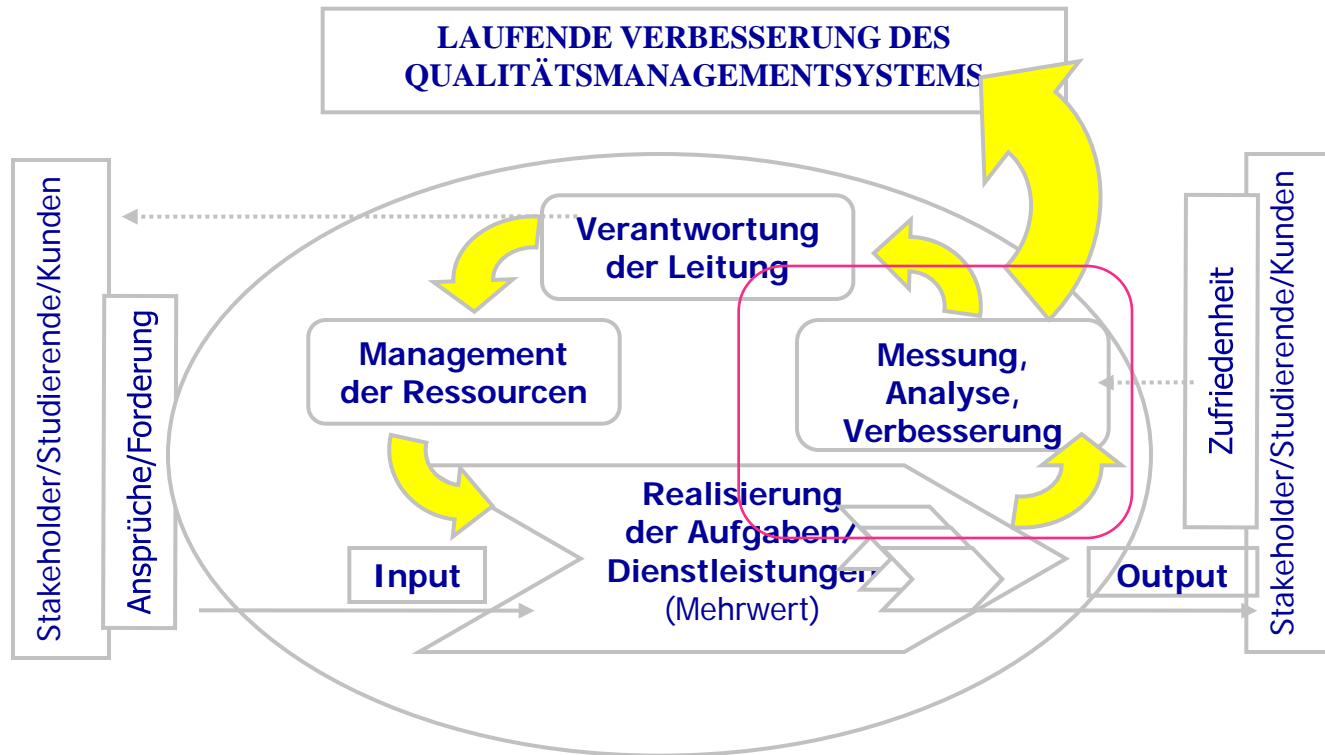 LAUFENDE VERBESSERUNG DES
QUALITÄTSMANAGEMENTSYSTEMS
Stakeholder/Studierende/Kunden
Ansprüche/Forderung
Verantwortung
der Leitung
Management
der Ressourcen
Messung,
Analyse,
Verbesserung
Zufriedenheit
Stakeholder/Studierende/Kunden
Realisierung
der Aufgaben/
Dienstleistungen
(Mehrwert)
Input
Output